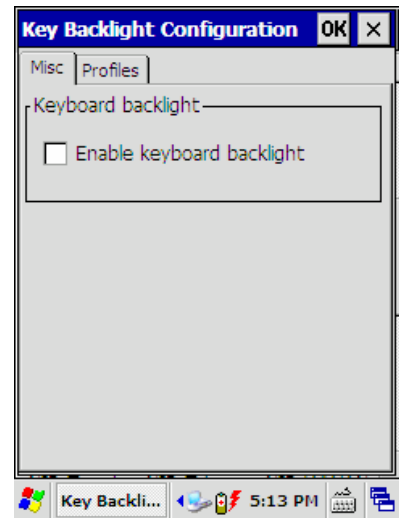 Key Backlight Configuration OK ×
Misc Profiles
Keyboard backlight
Enable keyboard backlight
Key Backli... 5:13 PM